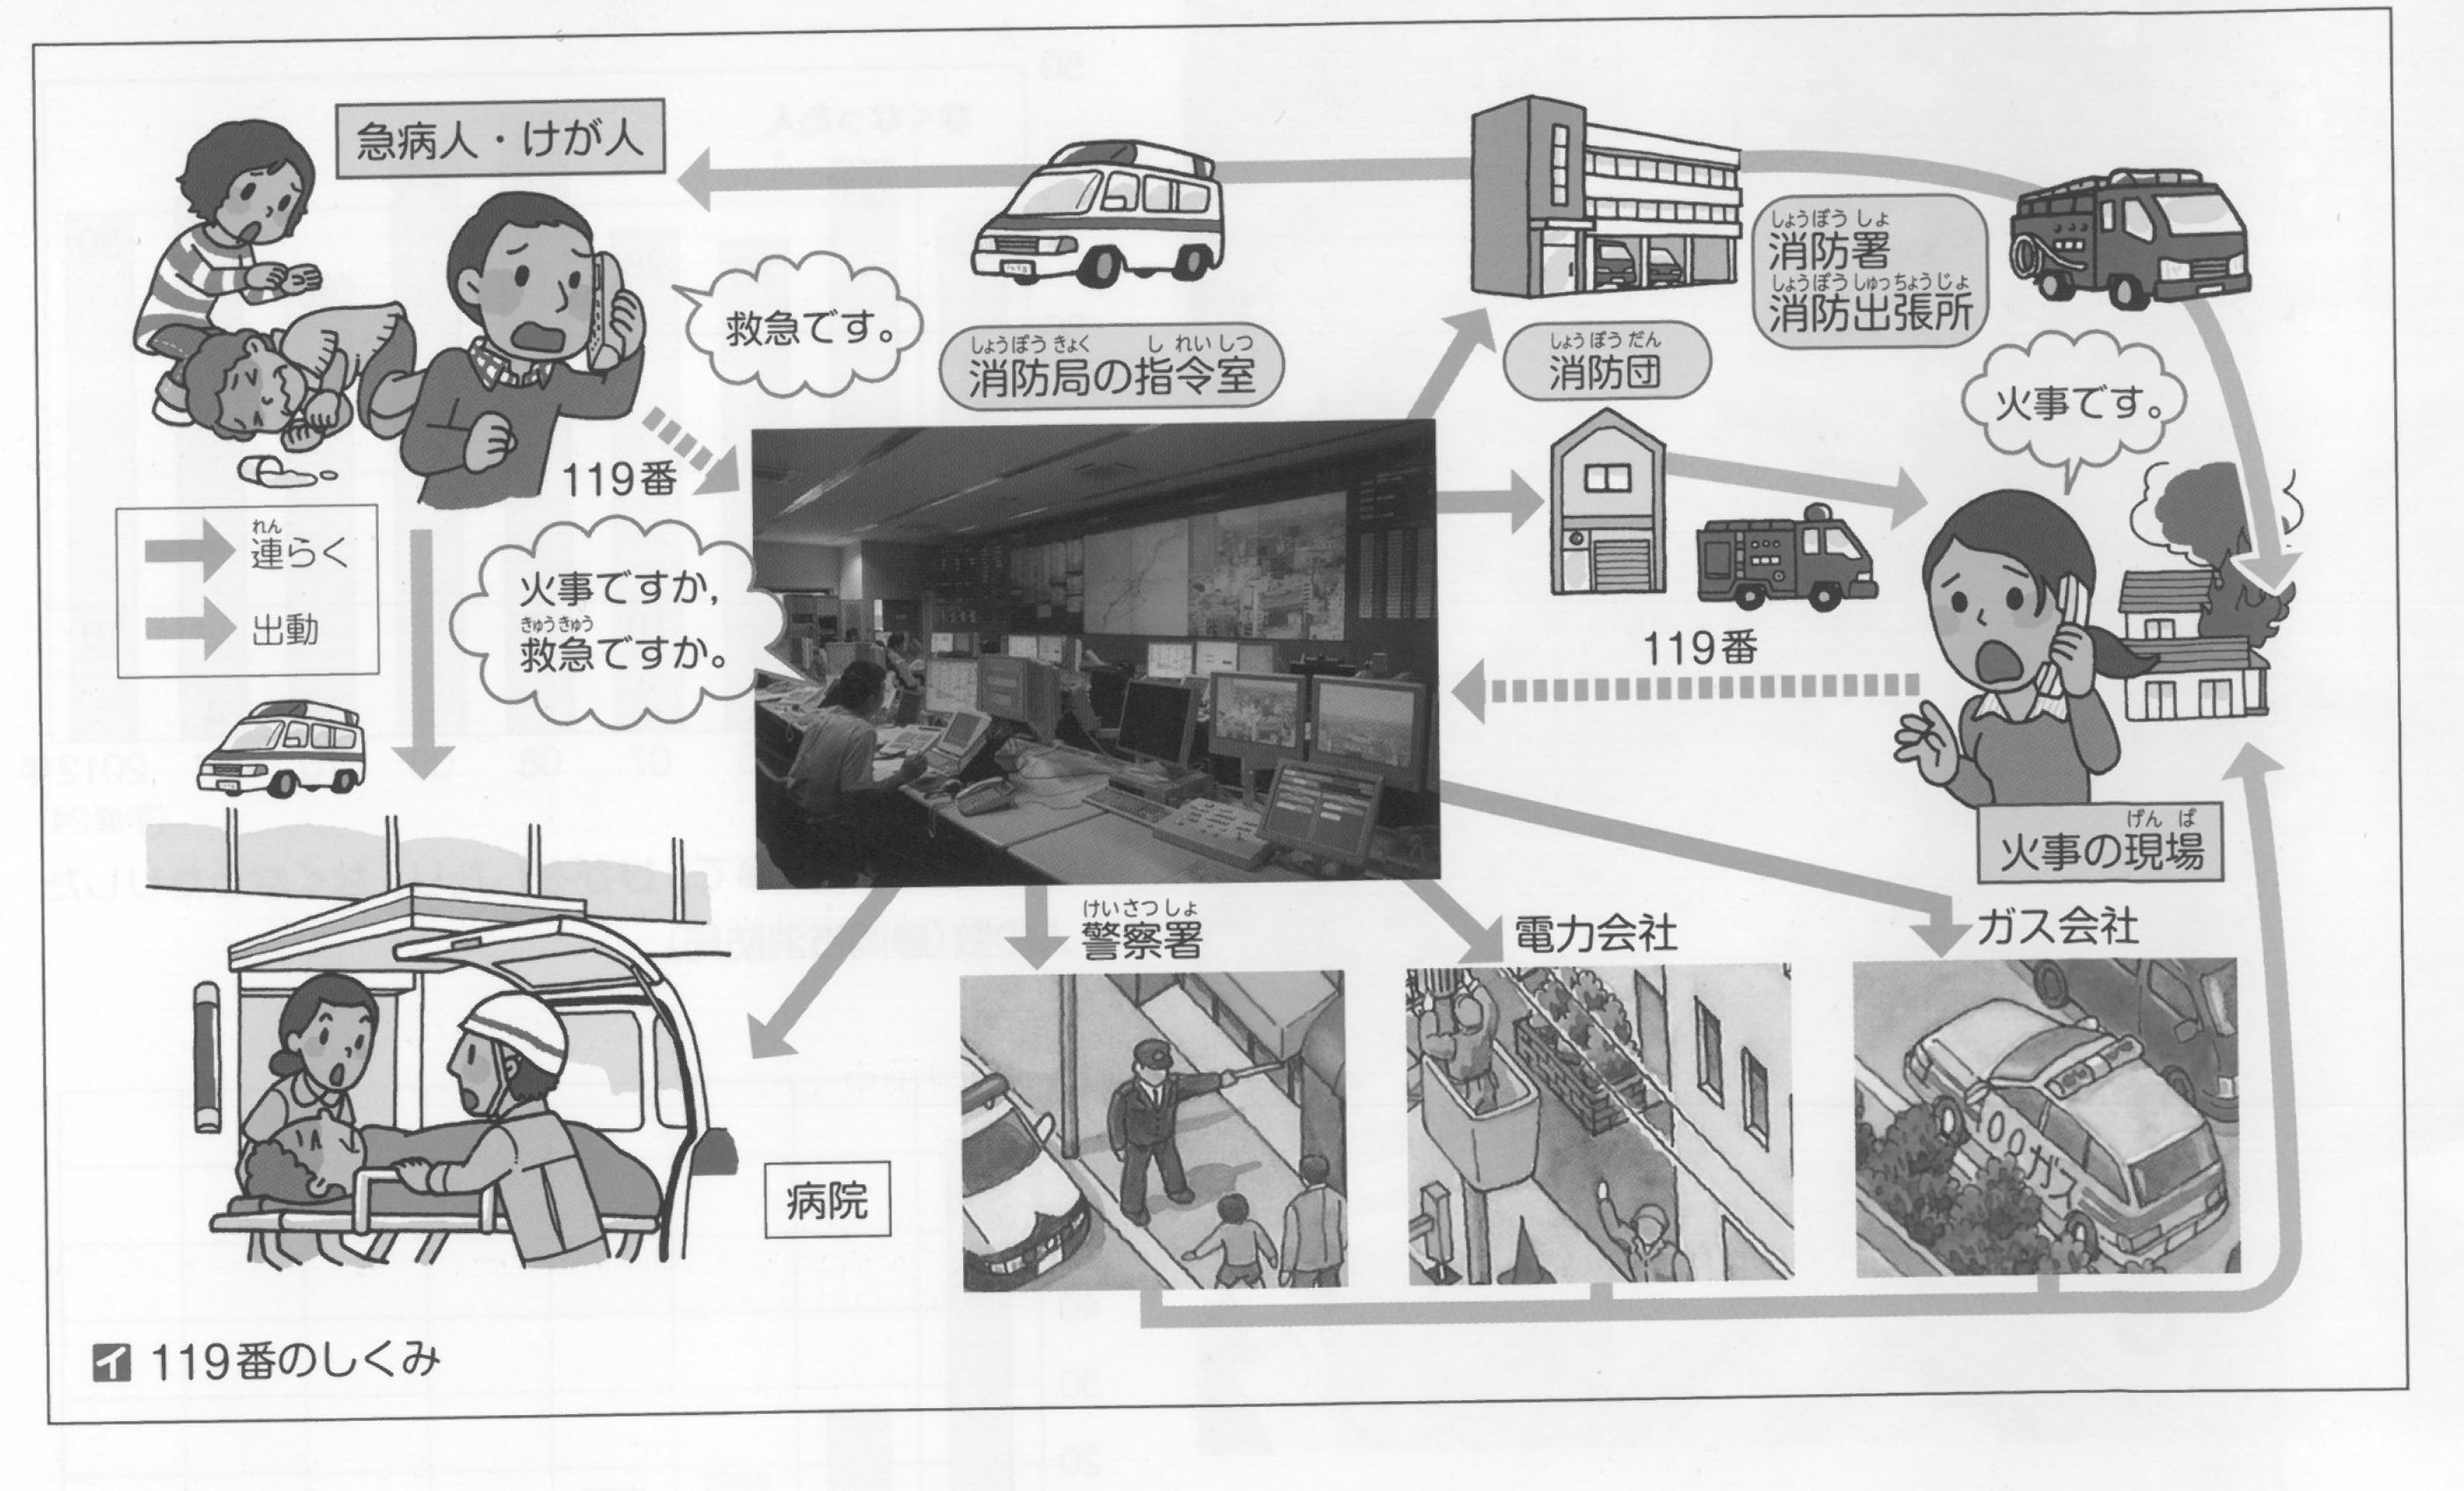 急病人・けが人
救急です。
しょうぼうきょく しれいしつ
消防局の指令室
しょうぼうしょ
消防署
しょうぼうしゅっちょうじょ
消防出張所
しょうぼうだん
消防団
火事です。
119番
れん
連らく
出動
火事ですか,
きゅうきゅう
救急ですか。
119番
げんば
火事の現場
けいさつしょ
警察署
電力会社
ガス会社
○○ガス
病院
イ 119番のしくみ